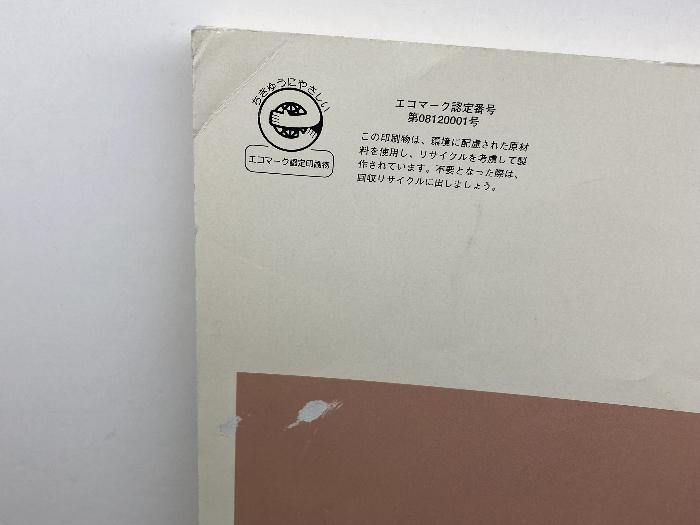 ちきゅうにやさしい
エコマーク認定印刷物
エコマーク認定番号
第08120001号
この印刷物は、環境に配慮された原材
料を使用し、リサイクルを考慮して製
作されています。不要となった際は、
回収リサイクルに出しましょう。